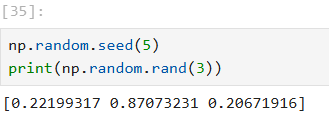 [35]:
np.random.seed(5)
print(np.random.rand(3))
[0.22199317 0.87073231 0.20671916]